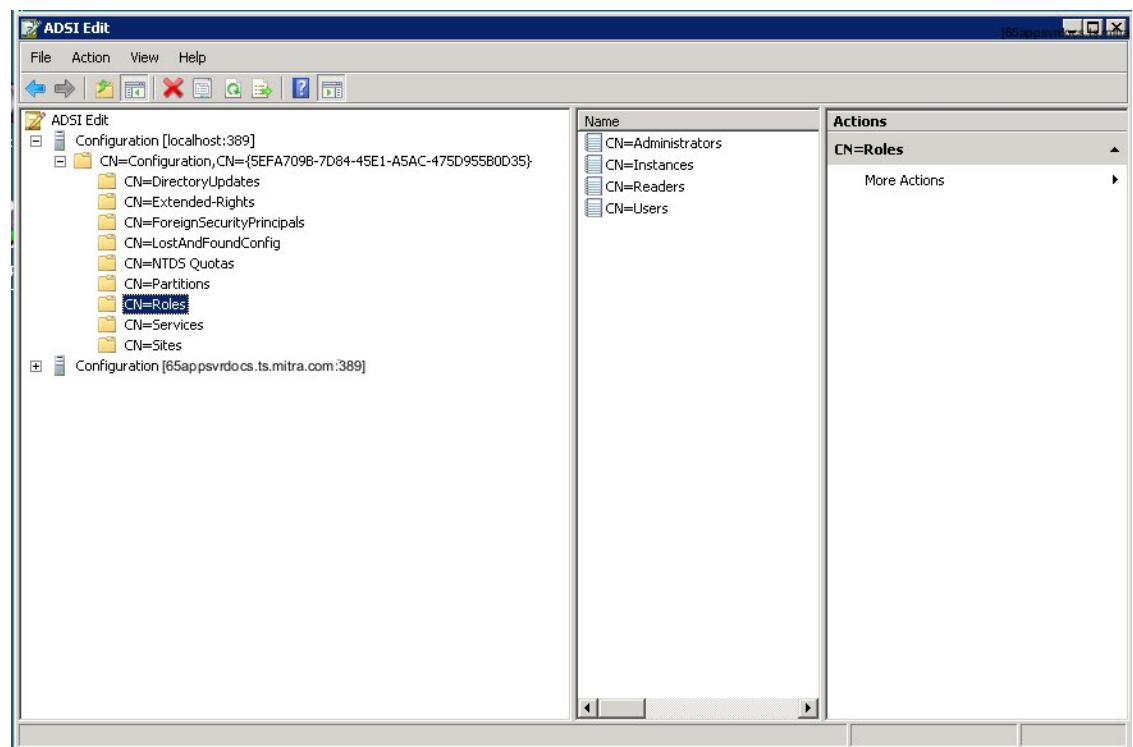 ADSI Edit
File Action View Help
ADSI Edit
Configuration [localhost:389]
CN=Configuration,CN={5EFA709B-7D84-45E1-A5AC-475D955B0D35}
CN=DirectoryUpdates
CN=Extended-Rights
CN=ForeignSecurityPrincipals
CN=LostAndFoundConfig
CN=NTDS Quotas
CN=Partitions
CN=Roles
CN=Services
CN=Sites
Configuration [65appsvrdocs.ts.mitra.com:389]
Name
CN=Administrators
CN=Instances
CN=Readers
CN=Users
Actions
CN=Roles
More Actions